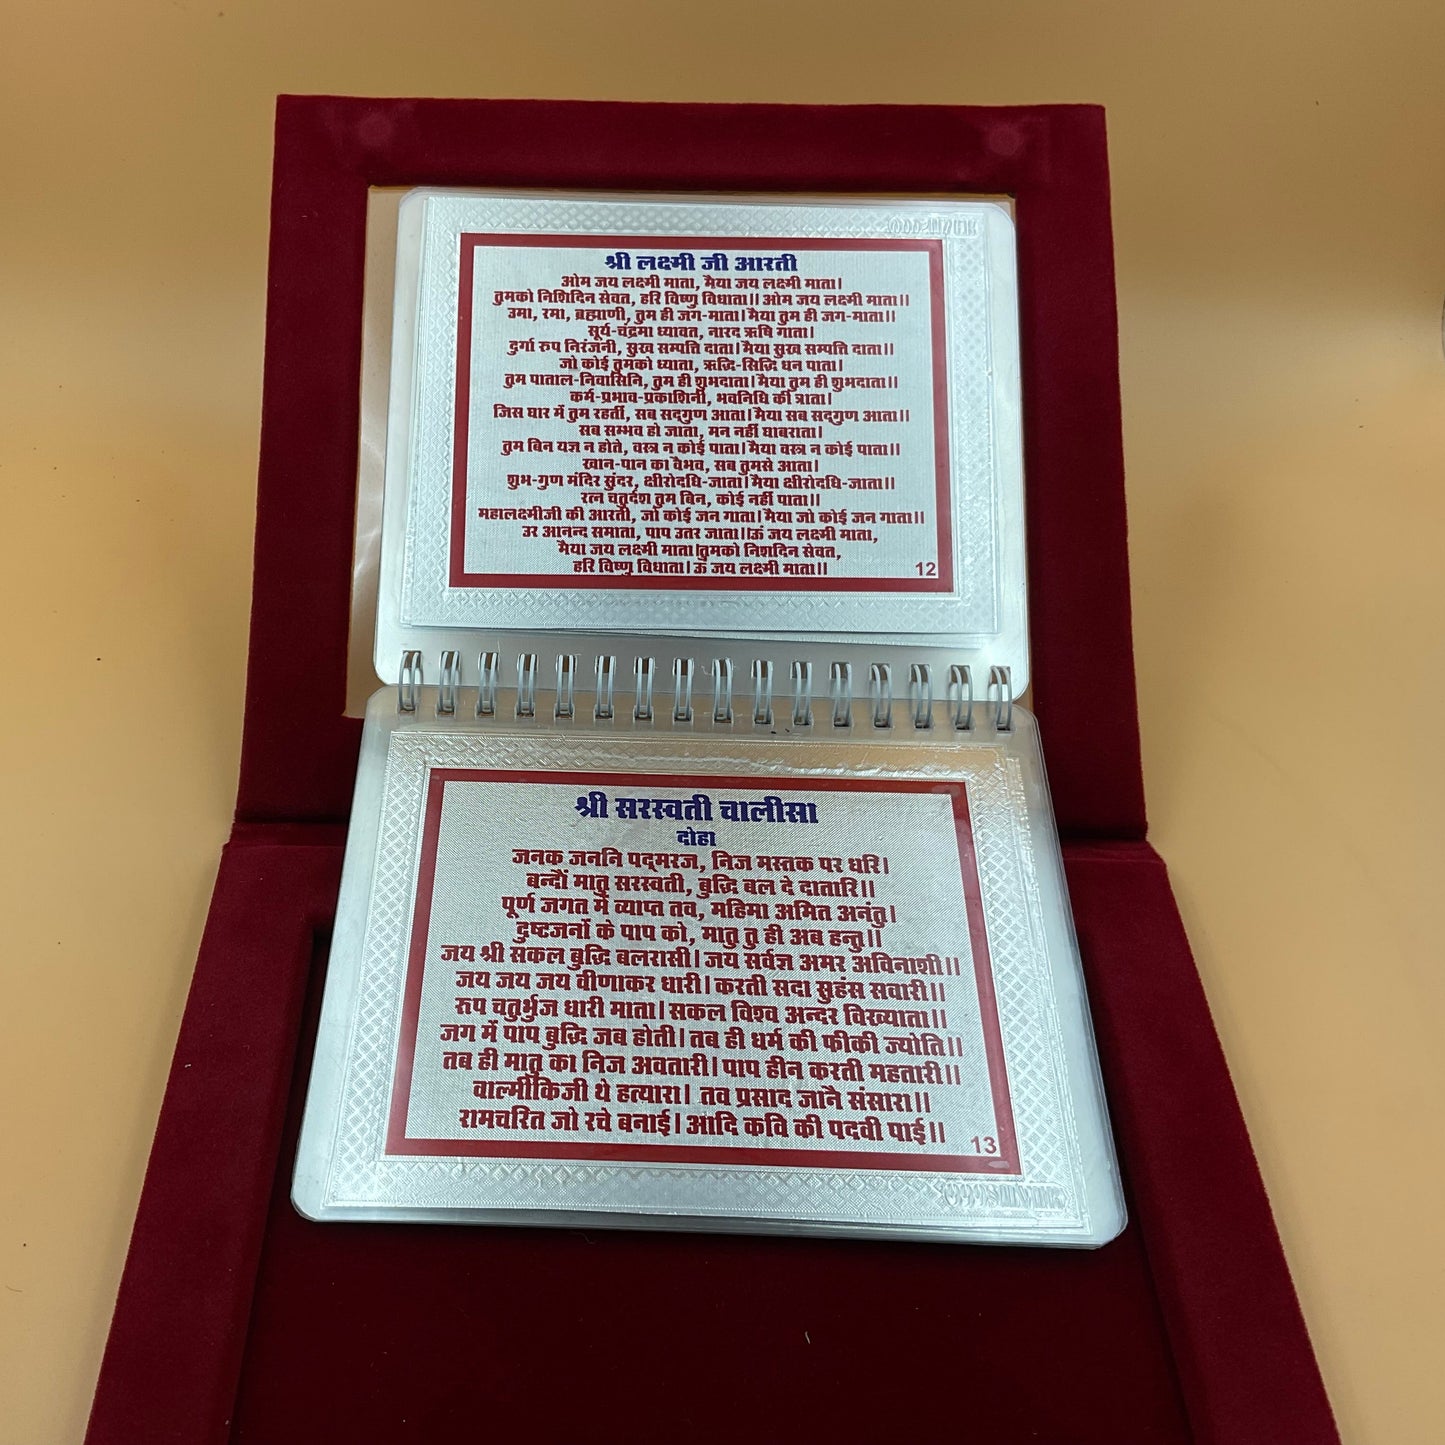 श्री लक्ष्मी जी आरती
ओम जय लक्ष्मी माता, मैया जय लक्ष्मी माता।
तुमको निशिदिन सेवत, हरि विष्णु विधाता।। ओम जय लक्ष्मी माता।।
उमा, रमा, ब्रह्माणी, तुम ही जग-माता।मैया तुम ही जग-माता।।
सूर्य-चंद्रमा ध्यावत, नारद ऋषि गाता।
दुर्गा रुप निरंजनी, सुख सम्पत्ति दाता।मैया सुख सम्पत्ति दाता।।
जो कोई तुमको ध्याता, ऋद्धि-सिद्धि धन पाता।
तुम पाताल-निवासिनि, तुम ही शुभदाता।मैया तुम ही शुभदाता।।
कर्म-प्रभाव-प्रकाशिनी, भवनिधि की त्राता।
जिस घार में तुम रहतीं, सब सद्गुण आता।मैया सब सद्गुण आता।।
सब सम्भव हो जाता, मन नहीं घाबराता।
तुम बिन यज्ञ न होते, वस्त्र न कोई पाता।मैया वस्त्र न कोई पाता।।
खान-पान का वैभव, सब तुमसे आता।
शुभ-गुण मंदिर सुंदर, क्षीरोदधि-जाता।मैया क्षीरोदधि-जाता।।
रत्न चतुर्दश तुम बिन, कोई नहीं पाता।।
महालक्ष्मीजी की आरती, जो कोई जन गाता।मैया जो कोई जन गाता।।
उर आनन्द समाता, पाप उतर जाता।।ऊं जय लक्ष्मी माता,
मैया जय लक्ष्मी माता।तुमको निशदिन सेवत,
हरि विष्णु विधाता।ऊं जय लक्ष्मी माता।।
12
श्री सरस्वती चालीसा
दोहा
जनक जननि पद्मरज, निज मस्तक पर धरि।
बन्दौं मातु सरस्वती, बुद्धि बल दे दातारि।।
पूर्ण जगत में व्याप्त तव, महिमा अमित अनंतु।
दुष्टजनों के पाप को, मातु तु ही अब हन्तु।।
जय श्री सकल बुद्धि बलरासी।जय सर्वज्ञ अमर अविनाशी।।
जय जय जय वीणाकर धारी।करती सदा सुहंस सवारी।।
रुप चतुर्भुज धारी माता।सकल विश्व अन्दर विख्याता।।
जग में पाप बुद्धि जब होती।तब ही धर्म की फीकी ज्योति।।
तब ही मातु का निज अवतारी।पाप हीन करती महतारी।।
वाल्मीकिजी थे हत्यारा। तव प्रसाद जानै संसारा।।
रामचरित जो रचे बनाई।आदि कवि की पदवी पाई।।
13